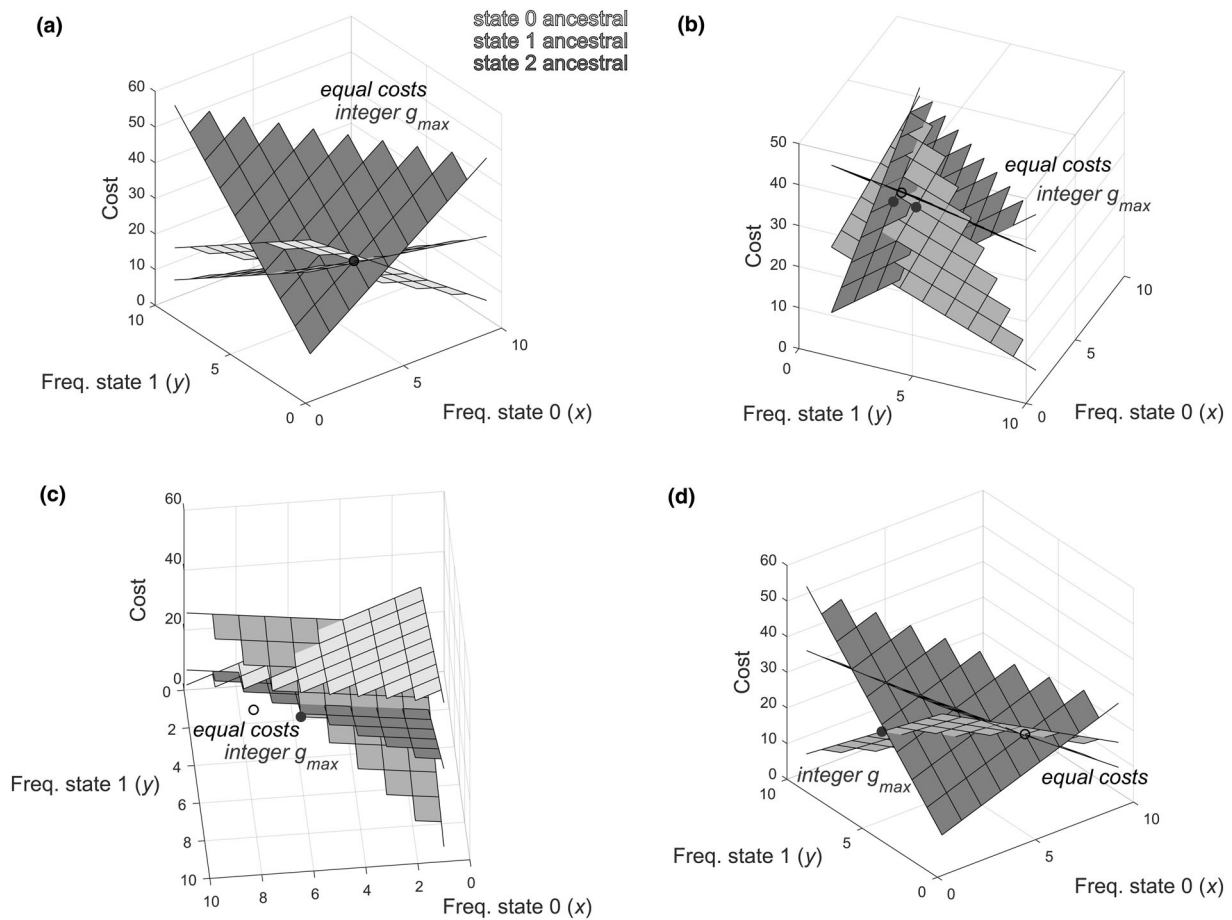 (a)
state 0 ancestral
state 1 ancestral
state 2 ancestral
equal costs
integer g_max
60
50
40
30
20
10
0
Cost
10
5
0
Freq. state 1 (y)
0
5
10
Freq. state 0 (x)
(b)
equal costs
integer g_max
50
40
30
20
10
0
Cost
0
5
10
Freq. state 1 (y)
10
5
0
Freq. state 0 (x)
(c)
60
40
20
0
Cost
0
2
4
6
8
10
equal costs
integer g_max
Freq. state 1 (y)
10
8
6
4
2
0
Freq. state 0 (x)
(d)
60
50
40
30
20
10
0
Cost
integer g_max
equal costs
10
5
0
Freq. state 1 (y)
0
5
10
Freq. state 0 (x)